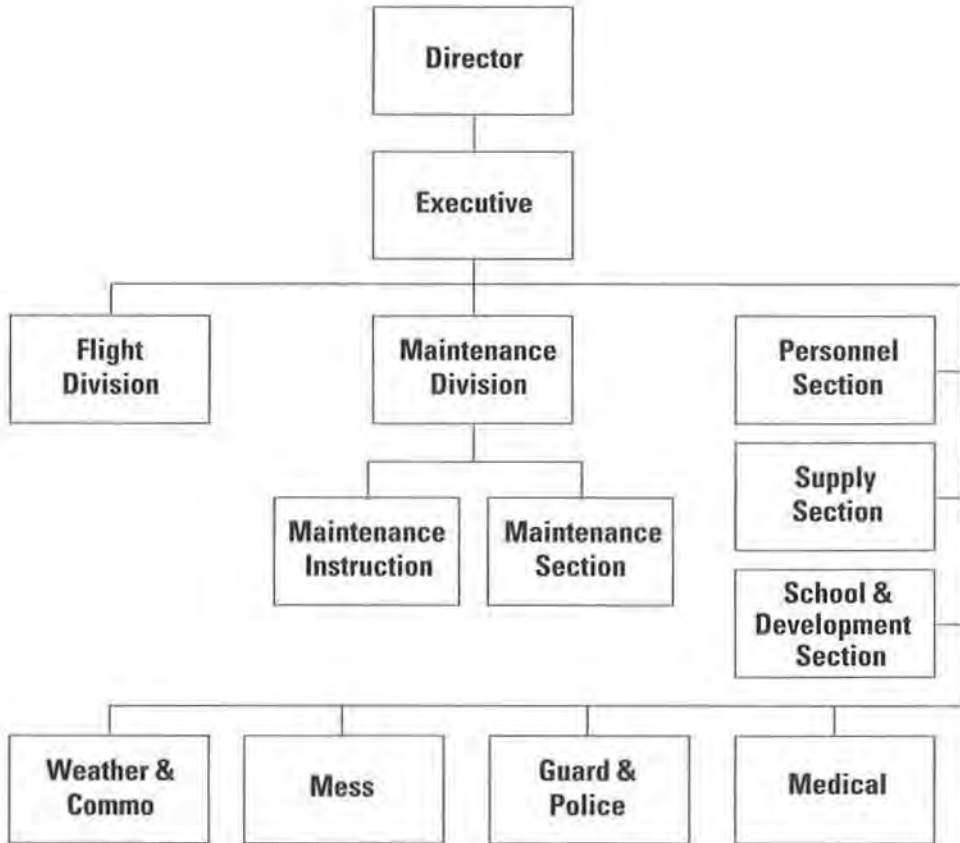 Director
Executive
Flight
Division
Maintenance
Division
Personnel
Section
Supply
Section
Maintenance
Instruction
Maintenance
Section
School &
Development
Section
Weather &
Commo
Mess
Guard &
Police
Medical